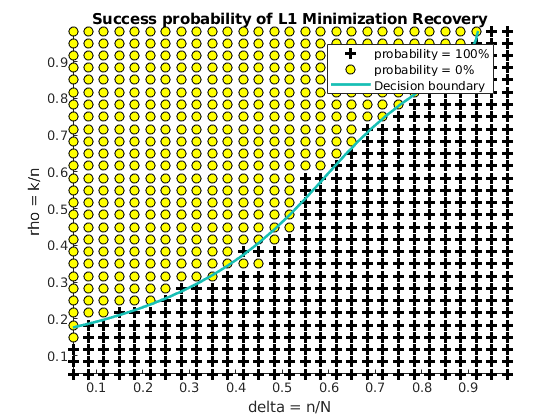 Success probability of L1 Minimization Recovery
probability = 100%
probability = 0%
Decision boundary
rho = k/n
0.9
0.8
0.7
0.6
0.5
0.4
0.3
0.2
0.1
0.1 0.2 0.3 0.4 0.5 0.6 0.7 0.8 0.9
delta = n/N